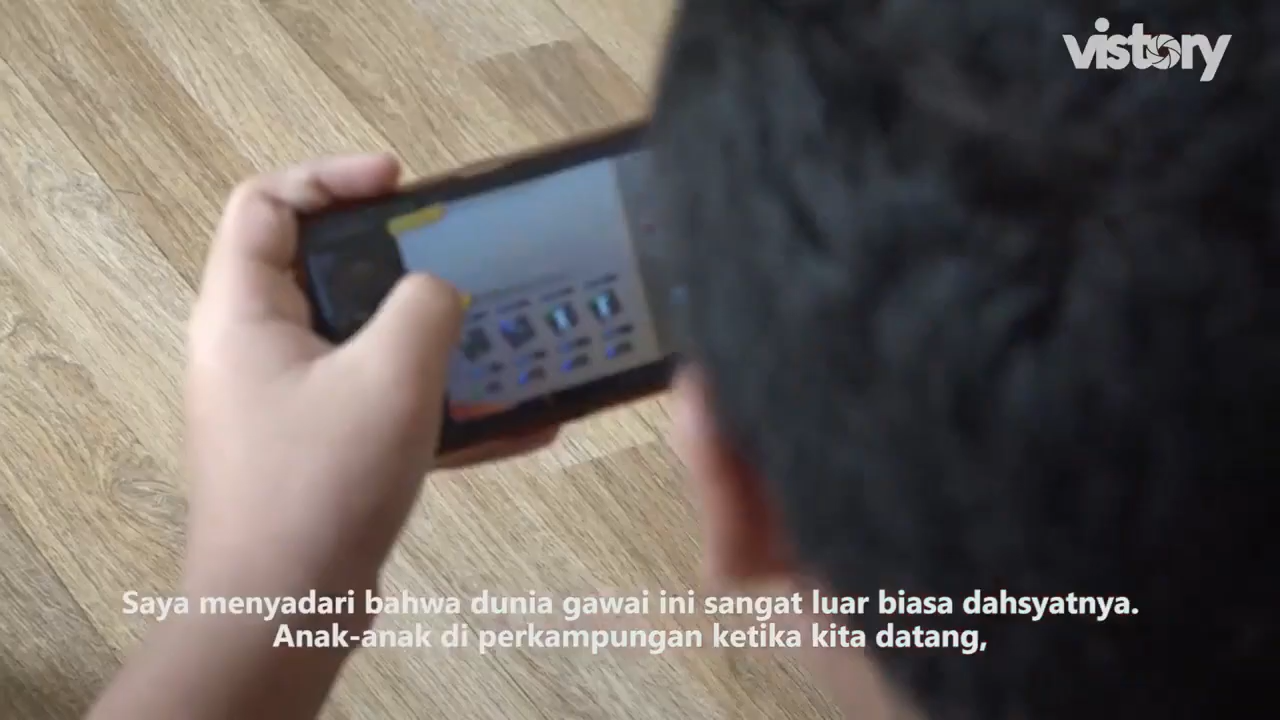 vistory
Saya menyadari bahwa dunia gawai ini sangat luar biasa dahsyatnya.
Anak-anak di perkampungan ketika kita datang,